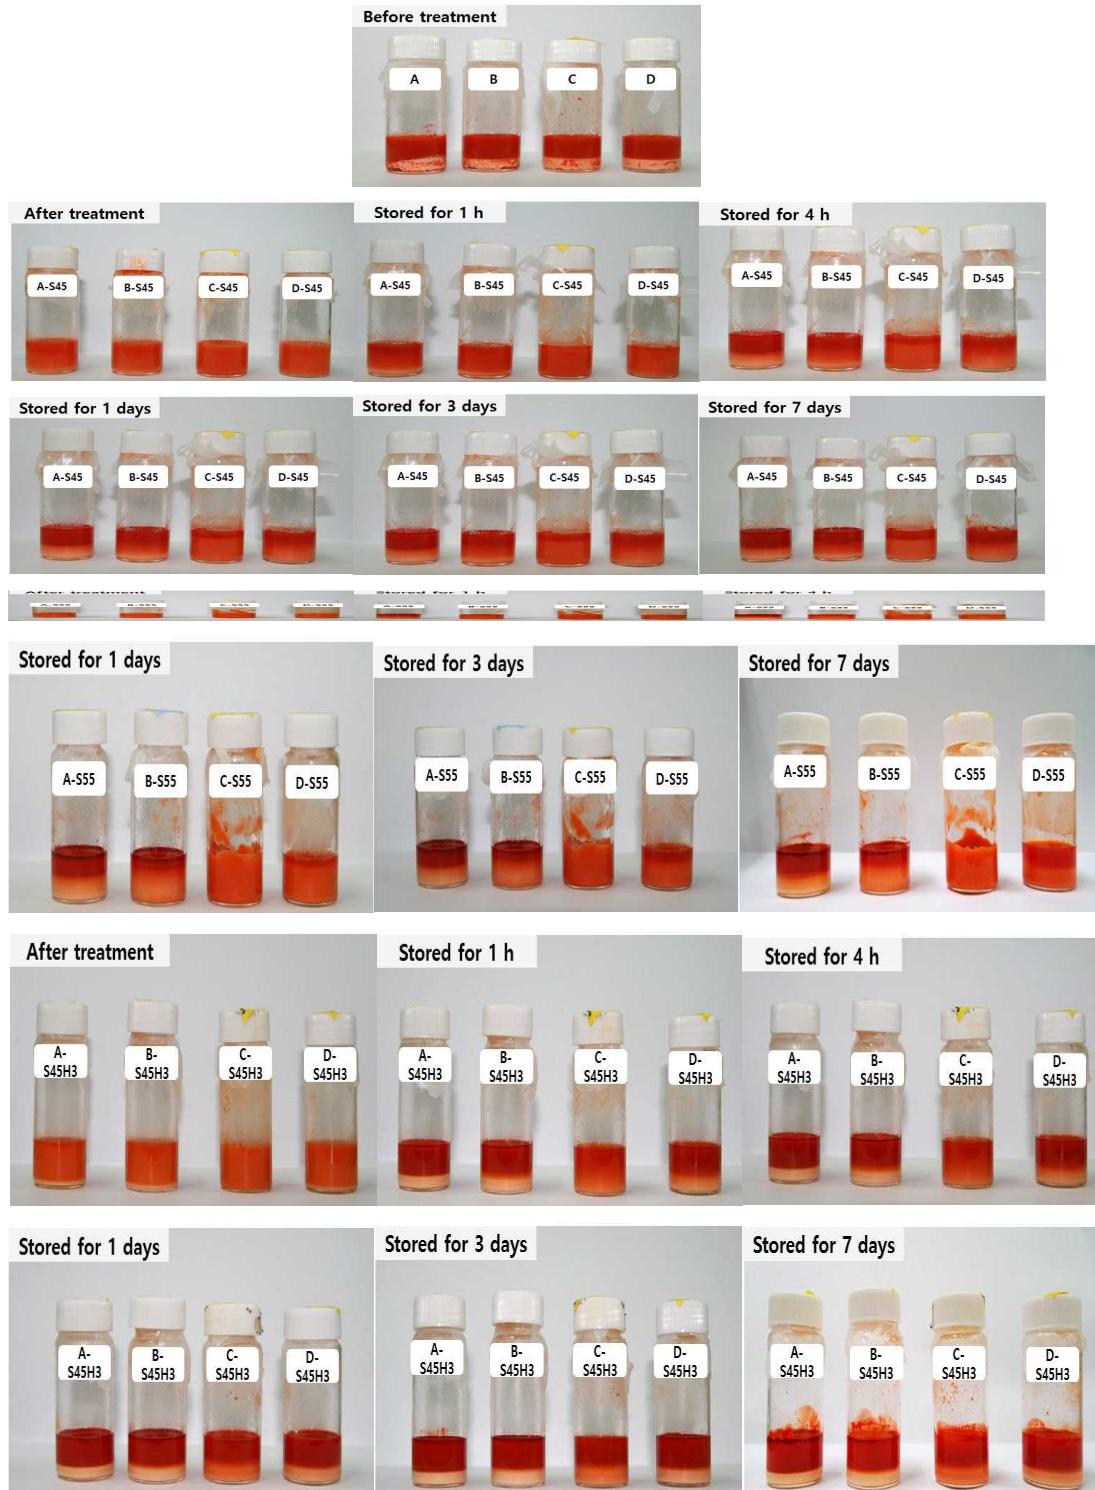 Before treatment
A B C D
After treatment
A-S45 B-S45 C-S45 D-S45
Stored for 1 h
A-S45 B-S45 C-S45 D-S45
Stored for 4 h
A-S45 B-S45 C-S45 D-S45
Stored for 1 days
A-S45 B-S45 C-S45 D-S45
Stored for 3 days
A-S45 B-S45 C-S45 D-S45
Stored for 7 days
A-S45 B-S45 C-S45 D-S45
Stored for 1 days
A-S55 B-S55 C-S55 D-S55
Stored for 3 days
A-S55 B-S55 C-S55 D-S55
Stored for 7 days
A-S55 B-S55 C-S55 D-S55
After treatment
A- B- C- D-
S45H3 S45H3 S45H3 S45H3
Stored for 1 h
A- B- C- D-
S45H3 S45H3 S45H3 S45H3
Stored for 4 h
A- B- C- D-
S45H3 S45H3 S45H3 S45H3
Stored for 1 days
A- B- C- D-
S45H3 S45H3 S45H3 S45H3
Stored for 3 days
A- B- C- D-
S45H3 S45H3 S45H3 S45H3
Stored for 7 days
A- B- C- D-
S45H3 S45H3 S45H3 S45H3